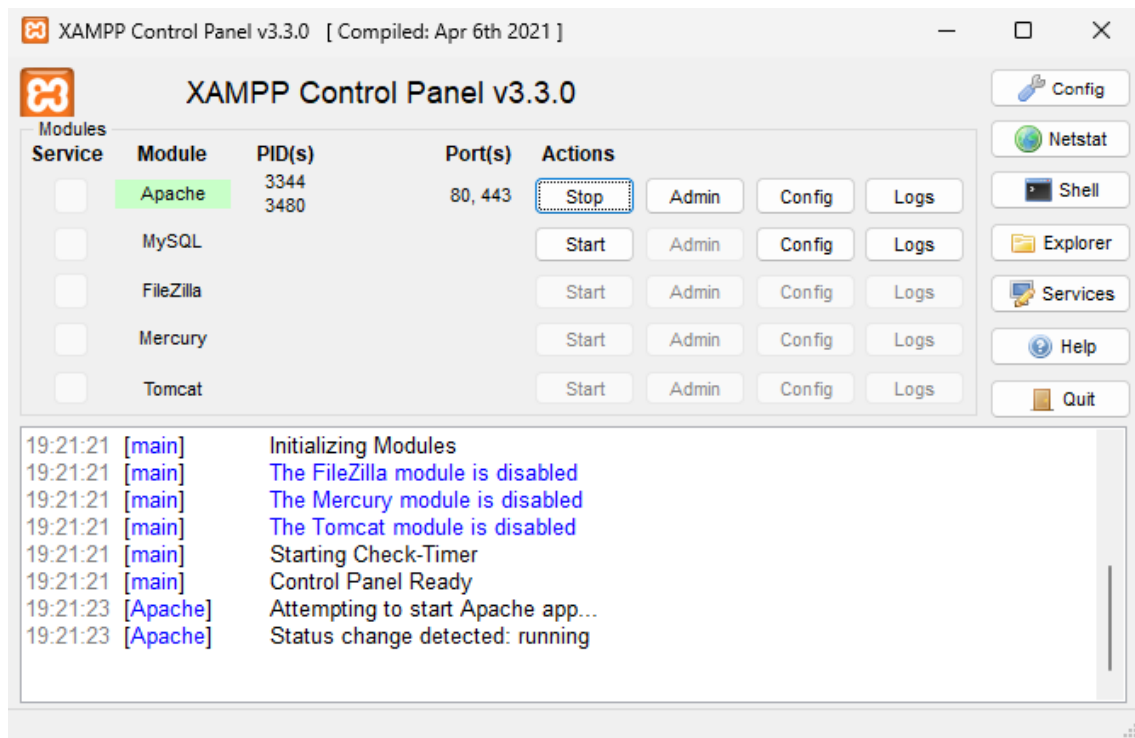 XAMPP Control Panel v3.3.0 [ Compiled: Apr 6th 2021 ]
XAMPP Control Panel v3.3.0
Config
Modules
Service Module PID(s) Port(s) Actions
Netstat
Apache 3344 3480 80, 443 Stop Admin Config Logs
Shell
MySQL Start Admin Config Logs
Explorer
FileZilla Start Admin Config Logs
Services
Mercury Start Admin Config Logs
Help
Tomcat Start Admin Config Logs
Quit
19:21:21 [main] Initializing Modules
19:21:21 [main] The FileZilla module is disabled
19:21:21 [main] The Mercury module is disabled
19:21:21 [main] The Tomcat module is disabled
19:21:21 [main] Starting Check-Timer
19:21:21 [main] Control Panel Ready
19:21:23 [Apache] Attempting to start Apache app...
19:21:23 [Apache] Status change detected: running